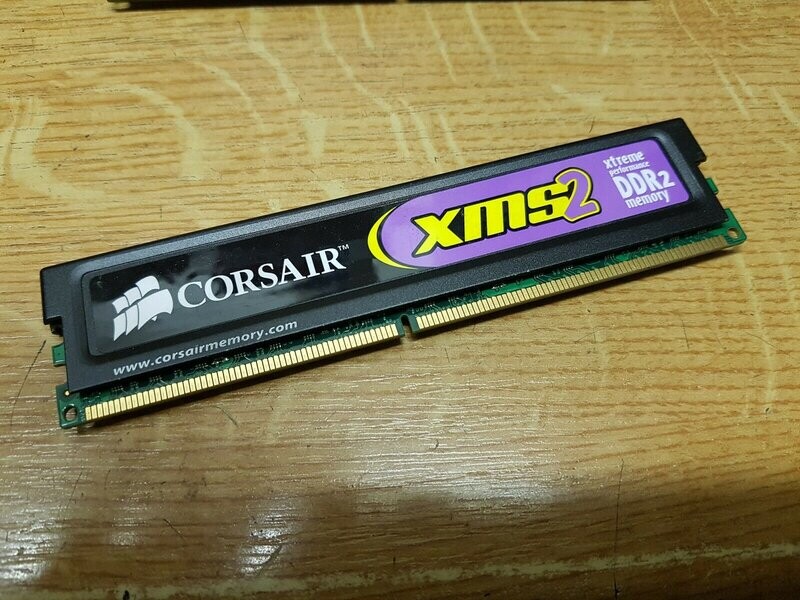 CORSAIR™
www.corsairmemory.com
xms2
xtreme
performance
DDR2
memory